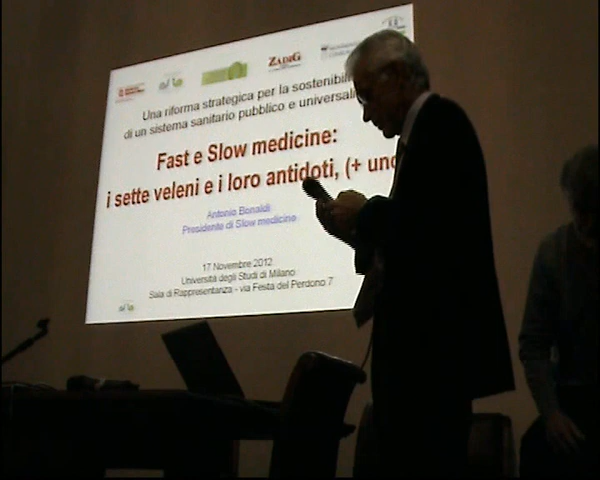 ZADIG
Una riforma strategica per la sostenibili
di un sistema sanitario pubblico e universal
Fast e Slow medicine:
i sette veleni e i loro antidoti, (+ uno
Antonio Bonaldi
Presidente di Slow medicine
17 Novembre 2012
Università degli Studi di Milano
Sala di Rappresentanza - via Festa del Perdono 7